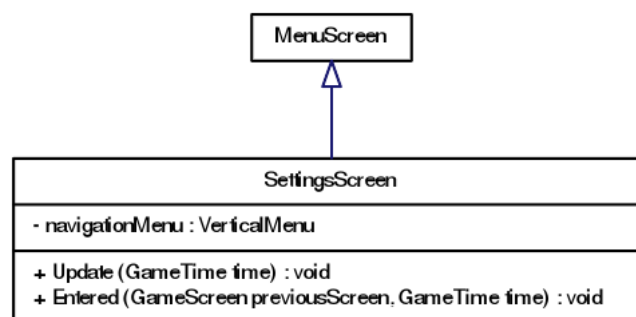 MenuScreen
SettingsScreen
- navigationMenu : VerticalMenu
+ Update (GameTime time) : void
+ Entered (GameScreen previousScreen, GameTime time) : void